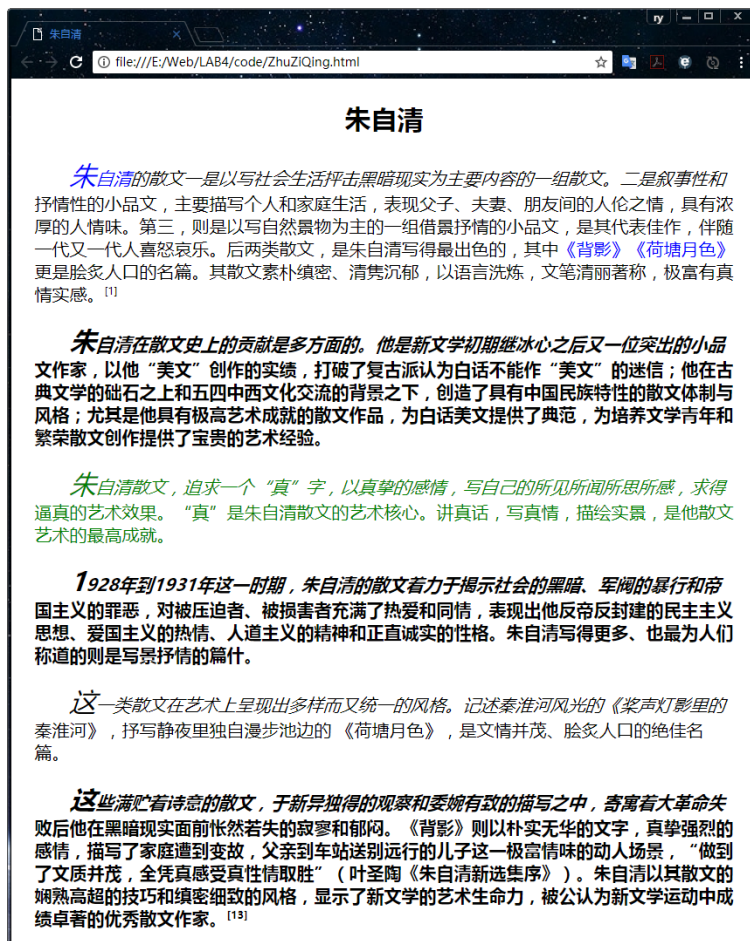 ry
朱自清
file:///E:/Web/LAB4/code/ZhuZiQing.html
朱自清
朱自清的散文一是以写社会生活抨击黑暗现实为主要内容的一组散文。二是叙事性和
抒情性的小品文，主要描写个人和家庭生活，表现父子、夫妻、朋友间的人伦之情，具有浓
厚的人情味。第三，则是以写自然景物为主的一组借景抒情的小品文，是其代表佳作，伴随
一代又一代人喜怒哀乐。后两类散文，是朱自清写得最出色的，其中《背影》《荷塘月色》
更是脍炙人口的名篇。其散文素朴缜密、清隽沉郁，以语言洗炼，文笔清丽著称，极富有真
情实感。[1]
朱自清在散文史上的贡献是多方面的。他是新文学初期继冰心之后又一位突出的小品
文作家，以他“美文”创作的实绩，打破了复古派认为白话不能作“美文”的迷信；他在古
典文学的础石之上和五四中西文化交流的背景之下，创造了具有中国民族特性的散文体制与
风格；尤其是他具有极高艺术成就的散文作品，为白话美文提供了典范，为培养文学青年和
繁荣散文创作提供了宝贵的艺术经验。
朱自清散文，追求一个“真”字，以真挚的感情，写自己的所见所闻所思所感，求得
逼真的艺术效果。“真”是朱自清散文的艺术核心。讲真话，写真情，描绘实景，是他散文
艺术的最高成就。
1928年到1931年这一时期，朱自清的散文着力于揭示社会的黑暗、军阀的暴行和帝
国主义的罪恶，对被压迫者、被损害者充满了热爱和同情，表现出他反帝反封建的民主主义
思想、爱国主义的热情、人道主义的精神和正直诚实的性格。朱自清写得更多、也最为人们
称道的则是写景抒情的篇什。
这一类散文在艺术上呈现出多样而又统一的风格。记述秦淮河风光的《桨声灯影里的
秦淮河》，抒写静夜里独自漫步池边的 《荷塘月色》，是文情并茂、脍炙人口的绝佳名
篇。
这些满贮着诗意的散文，于新异独得的观察和委婉有致的描写之中，寄寓着大革命失
败后他在黑暗现实面前怅然若失的寂寥和郁闷。《背影》则以朴实无华的文字，真挚强烈的
感情，描写了家庭遭到变故，父亲到车站送别远行的儿子这一极富情味的动人场景，“做到
了文质并茂，全凭真感受真性情取胜”（叶圣陶《朱自清新选集序》）。朱自清以其散文的
娴熟高超的技巧和缜密细致的风格，显示了新文学的艺术生命力，被公认为新文学运动中成
绩卓著的优秀散文作家。[13]